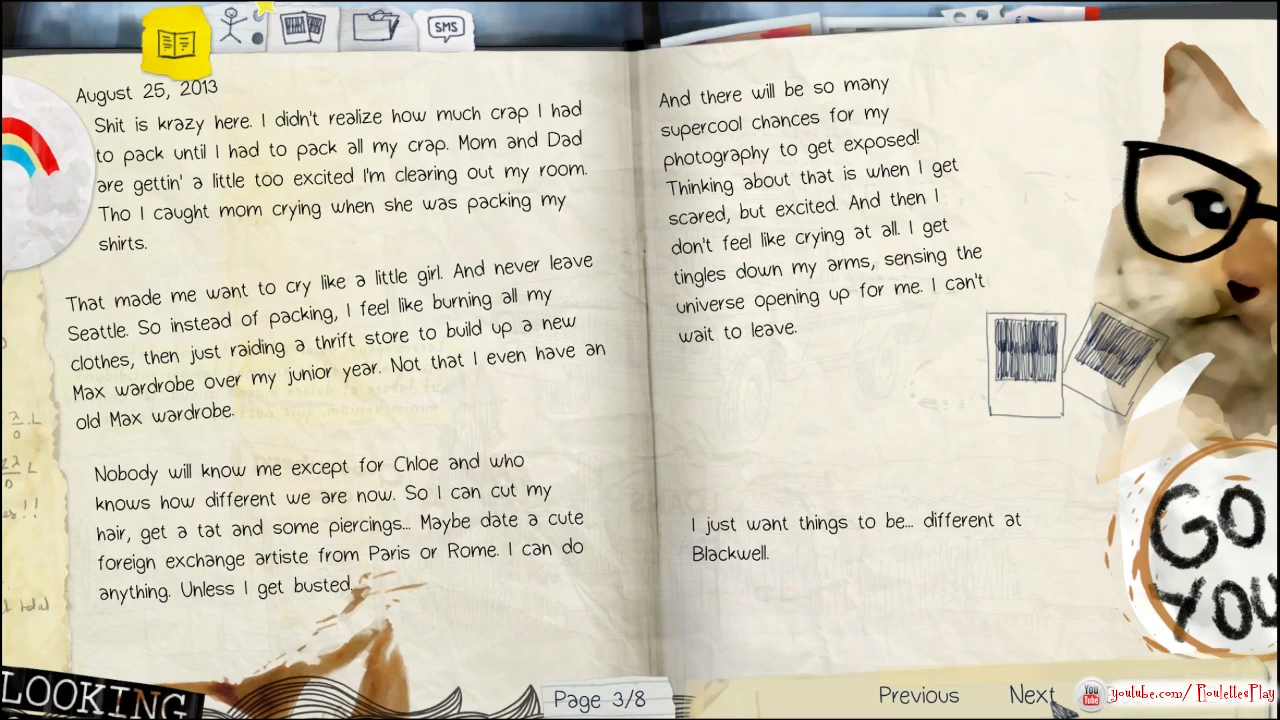 SMS
August 25, 2013
Shit is krazy here. I didn't realize how much crap I had
to pack until I had to pack all my crap. Mom and Dad
are gettin' a little too excited I'm clearing out my room.
Tho I caught mom crying when she was packing my
shirts.
That made me want to cry like a little girl. And never leave
Seattle. So instead of packing, I feel like burning all my
clothes, then just raiding a thrift store to build up a new
Max wardrobe over my junior year. Not that I even have an
old Max wardrobe.
Nobody will know me except for Chloe and who
knows how different we are now. So I can cut my
hair, get a tat and some piercings... Maybe date a cute
foreign exchange artiste from Paris or Rome. I can do
anything. Unless I get busted.
And there will be so many
supercool chances for my
photography to get exposed!
Thinking about that is when I get
scared, but excited. And then I
don't feel like crying at all. I get
tingles down my arms, sensing the
universe opening up for me. I can't
wait to leave.
I just want things to be... different at
Blackwell.
GO
YOU
LOOKING
Page 3/8
Previous
Next
You
Tube
youtube.com/RoulettesPlay